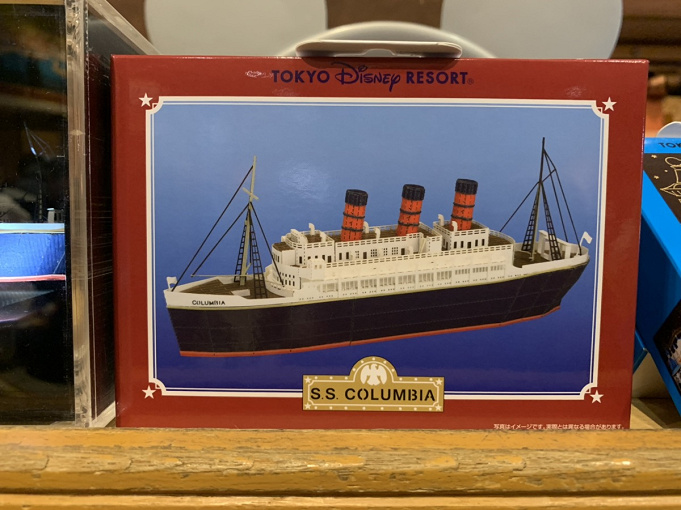 TOKYO Disney RESORT®
COLUMBIA
S.S. COLUMBIA
写真はイメージです。実際とは異なる場合があります。
TOK